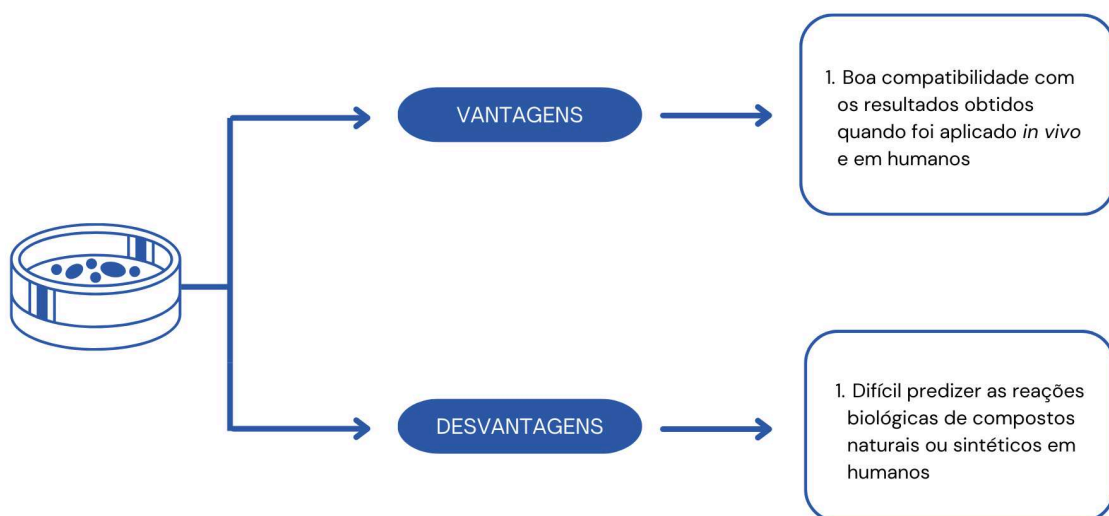 VANTAGENS
1. Boa compatibilidade com
os resultados obtidos
quando foi aplicado in vivo
e em humanos
DESVANTAGENS
1. Difícil predizer as reações
biológicas de compostos
naturais ou sintéticos em
humanos